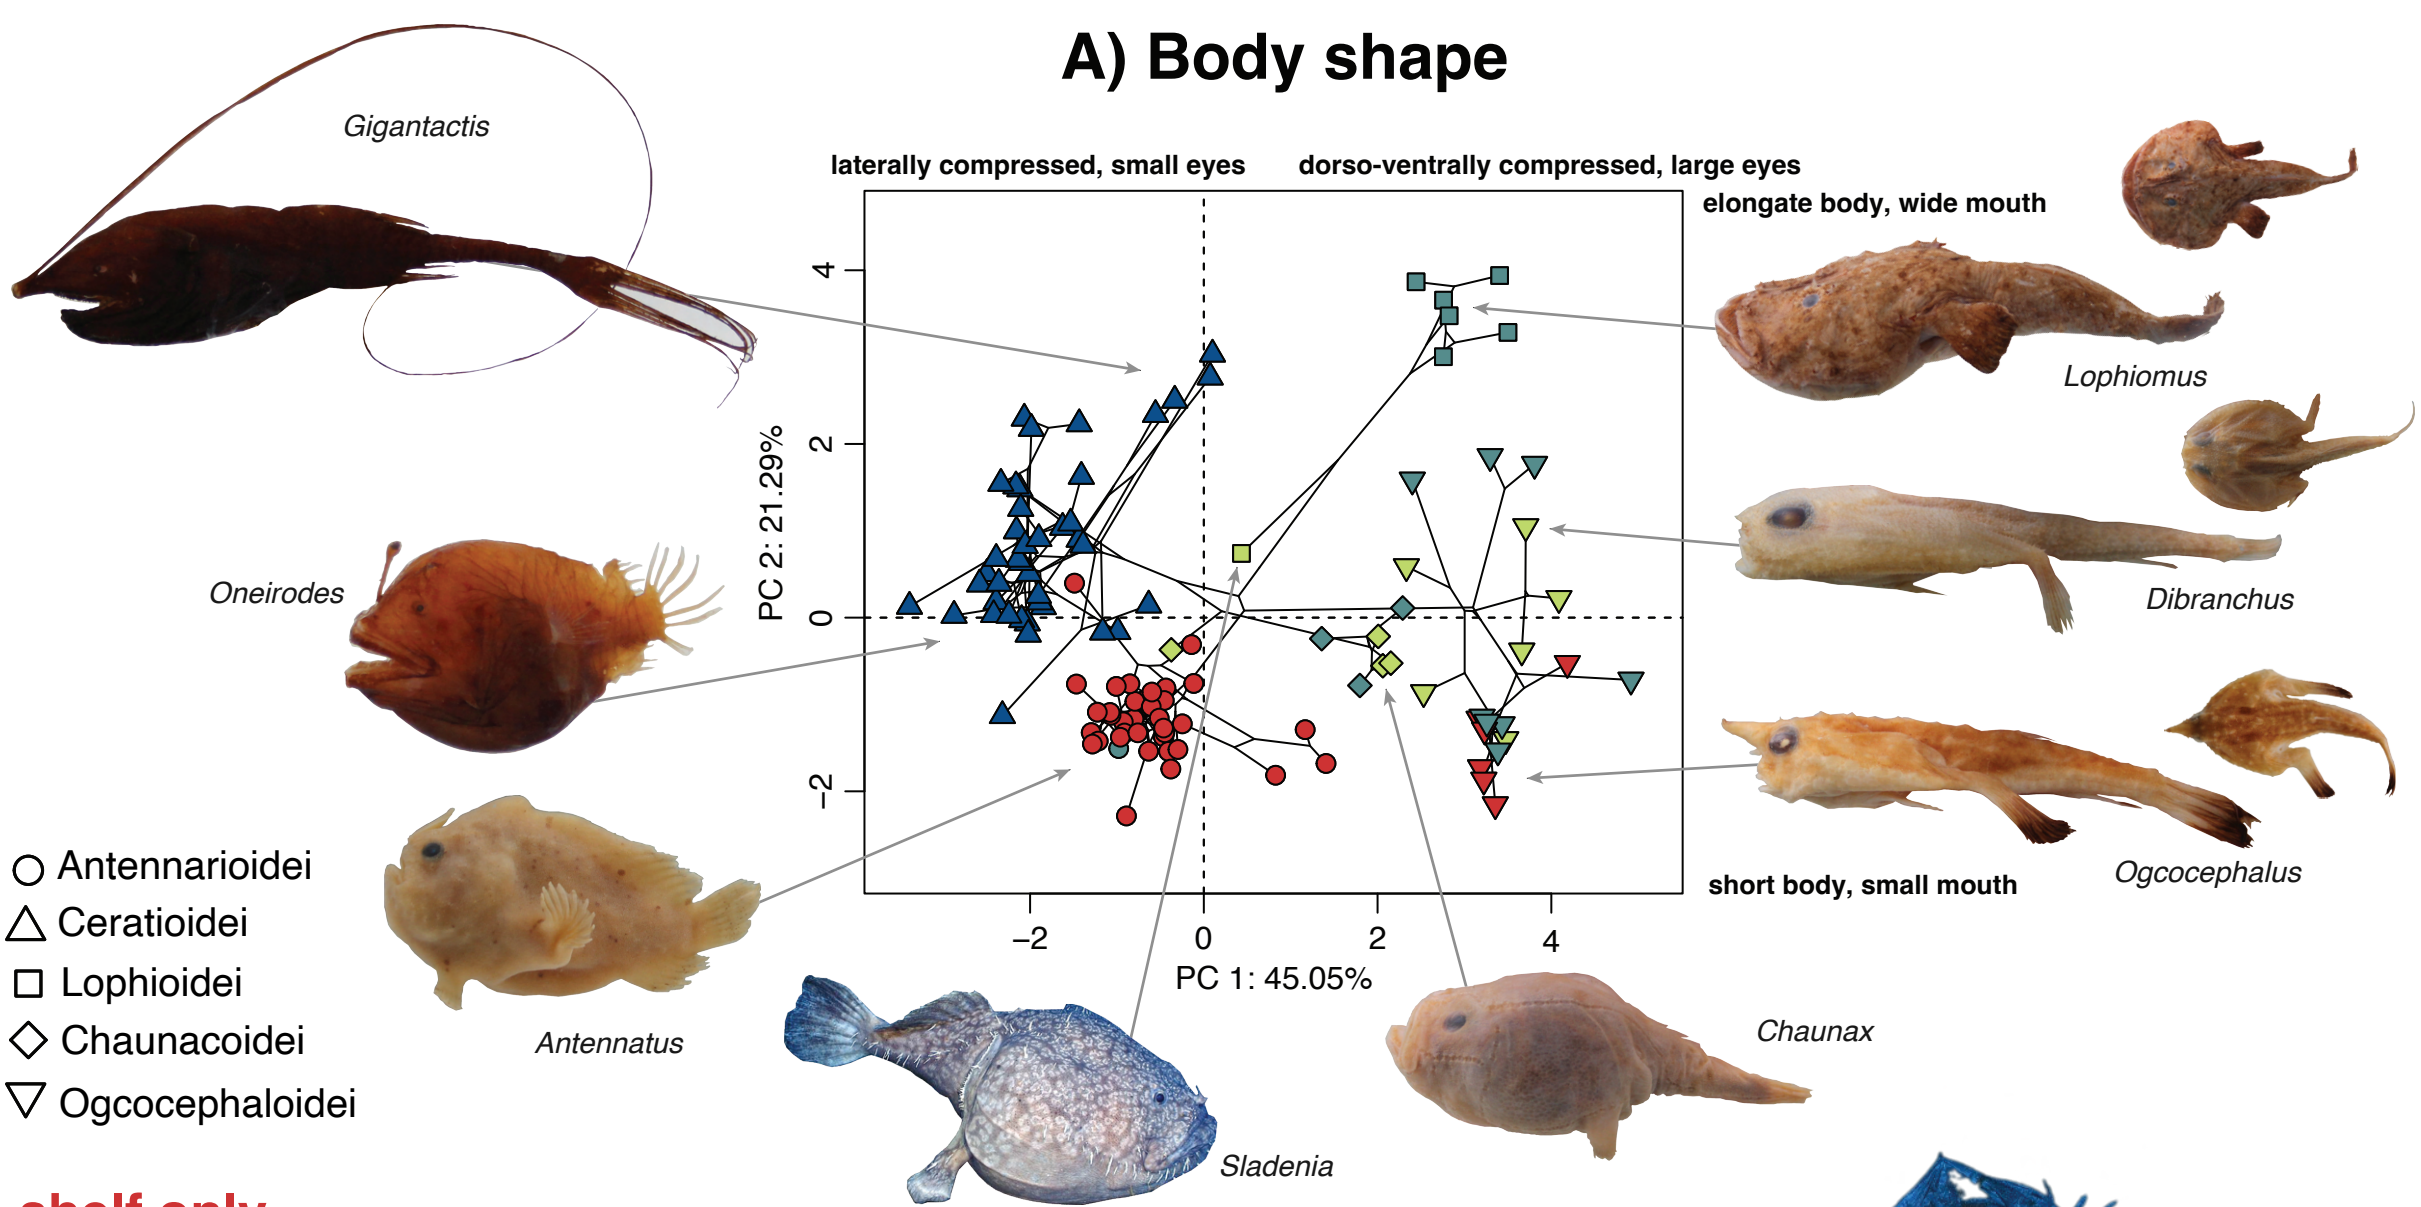 A) Body shape
Gigantactis
laterally compressed, small eyes
dorso-ventrally compressed, large eyes
elongate body, wide mouth
Lophiomus
Oneirodes
Dibranchus
PC 2: 21.29%
4
2
0
−2
short body, small mouth
Ogcocephalus
−2
0
2
4
PC 1: 45.05%
Antennarioidei
Ceratioidei
Lophioidei
Chaunacoidei
Ogcocephaloidei
Antennatus
Chaunax
Sladenia
shelf only